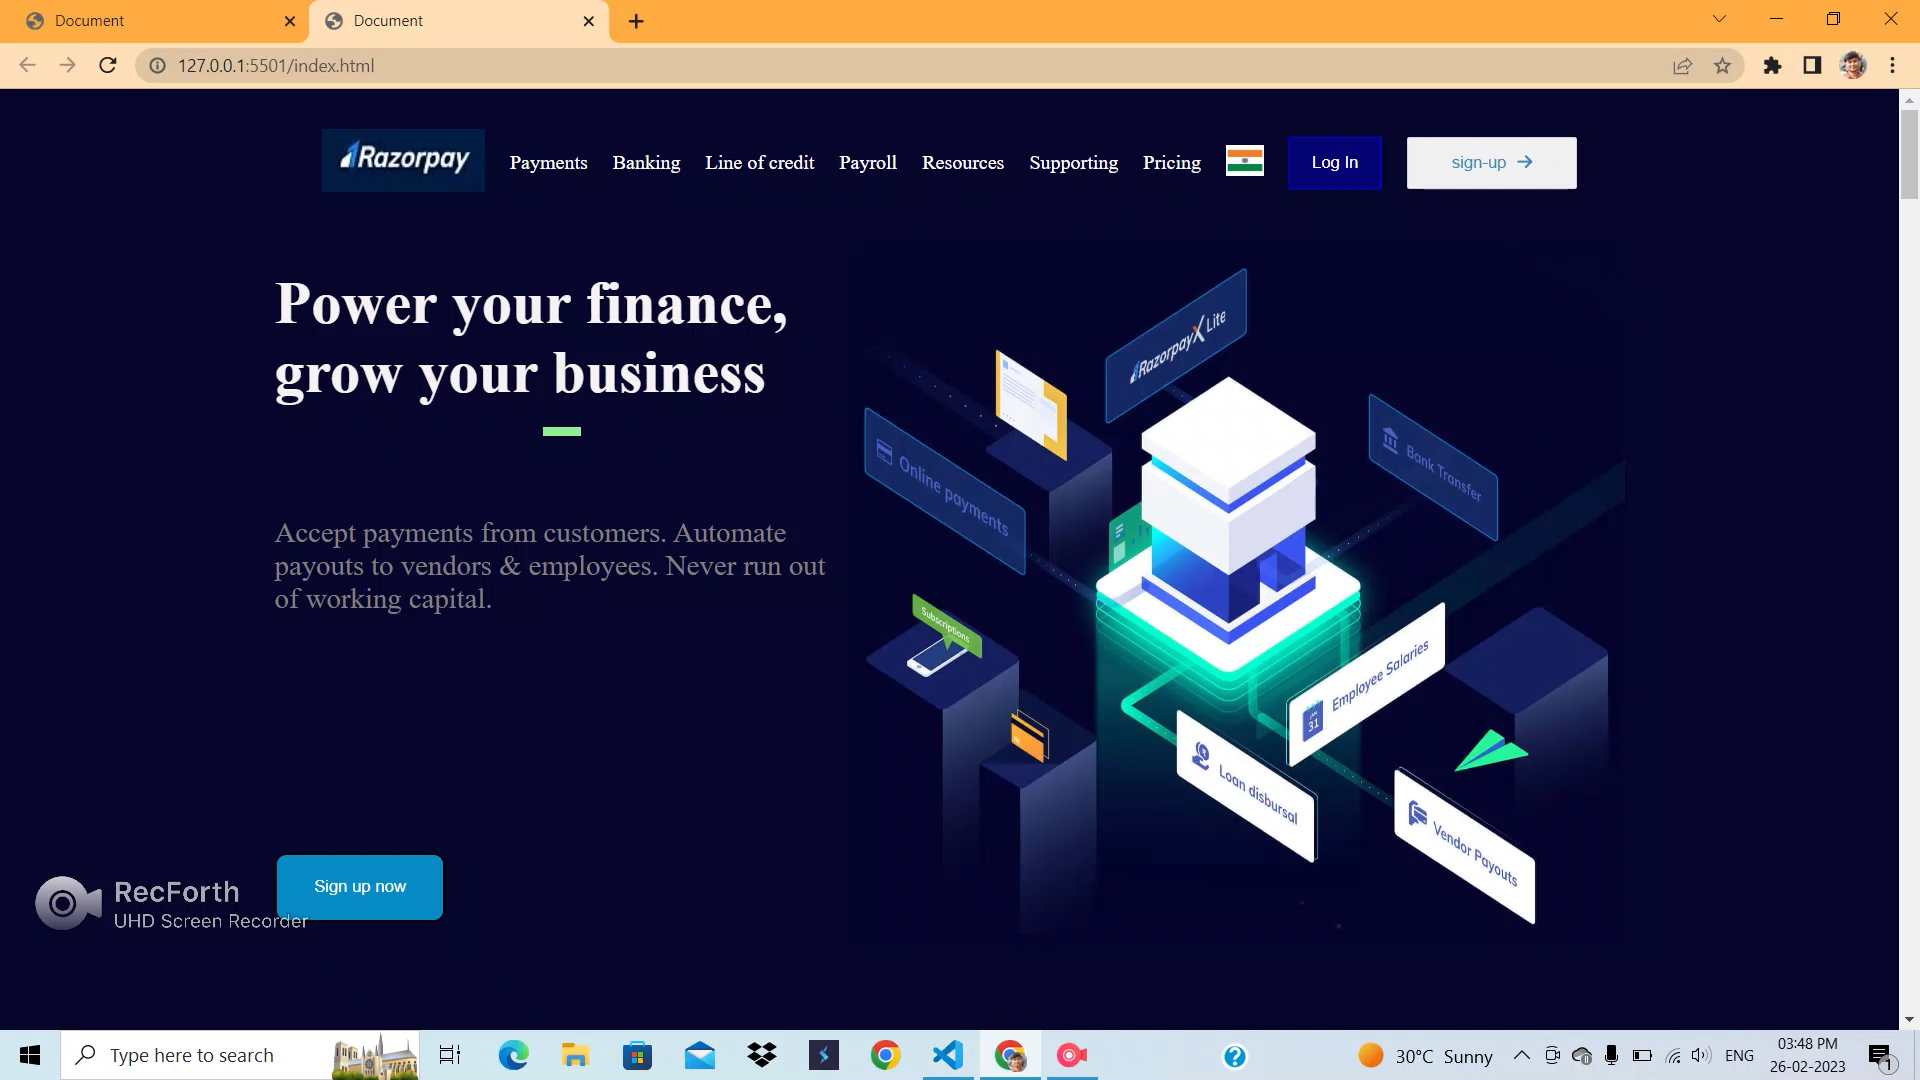 Document
Document
127.0.0.1:5501/index.html
Razorpay
Payments
Banking
Line of credit
Payroll
Resources
Supporting
Pricing
Log In
sign-up →
Power your finance,
grow your business
Accept payments from customers. Automate
payouts to vendors & employees. Never run out
of working capital.
Sign up now
RazorpayX Lite
Online payments
Bank Transfer
Subscriptions
JAN
31
Employee Salaries
Loan disbursal
Vendor Payouts
RecForth
UHD Screen Recorder
Type here to search
30°C Sunny
ENG
03:48 PM
26-02-2023
1